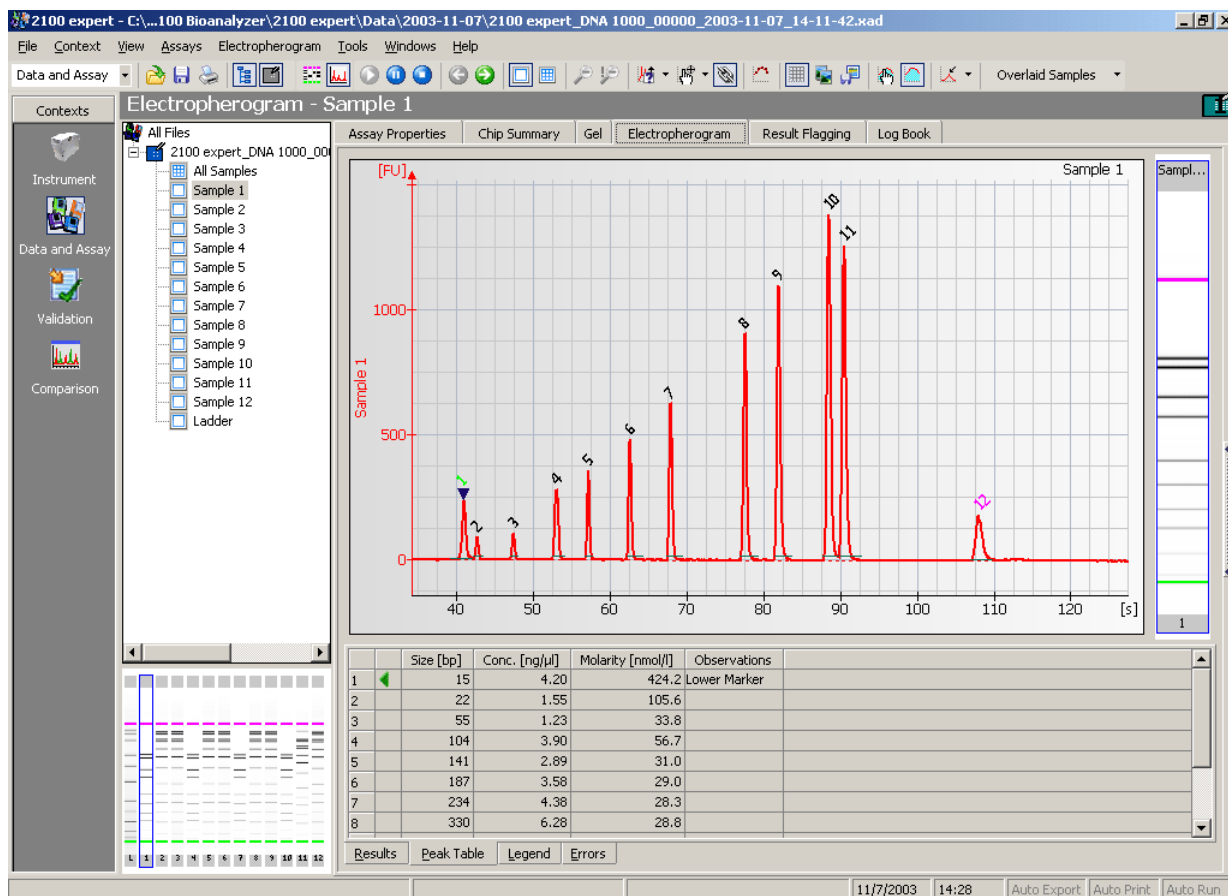 2100 expert - C:\...100 Bioanalyzer\2100 expert\Data\2003-11-07\2100 expert_DNA 1000_00000_2003-11-07_14-11-42.xad
File Context View Assays Electropherogram Tools Windows Help
Data and Assay
Overlaid Samples
Contexts
Instrument
Data and Assay
Validation
Comparison
Electropherogram - Sample 1
All Files
2100 expert_DNA 1000_00
All Samples
Sample 1
Sample 2
Sample 3
Sample 4
Sample 5
Sample 6
Sample 7
Sample 8
Sample 9
Sample 10
Sample 11
Sample 12
Ladder
L 1 2 3 4 5 6 7 8 9 10 11 12
Assay Properties Chip Summary Gel Electropherogram Result Flagging Log Book
[FU]
Sample 1
Sample 1
1000
500
0
1 2 3 4 5 6 7 8 9 10 11 12
40 50 60 70 80 90 100 110 120 [s]
Sampl...
1
Size [bp] Conc. [ng/µl] Molarity [nmol/l] Observations
1 15 4.20 424.2 Lower Marker
2 22 1.55 105.6
3 55 1.23 33.8
4 104 3.90 56.7
5 141 2.89 31.0
6 187 3.58 29.0
7 234 4.38 28.3
8 330 6.28 28.8
Results Peak Table Legend Errors
11/7/2003 14:28 Auto Export Auto Print Auto Run